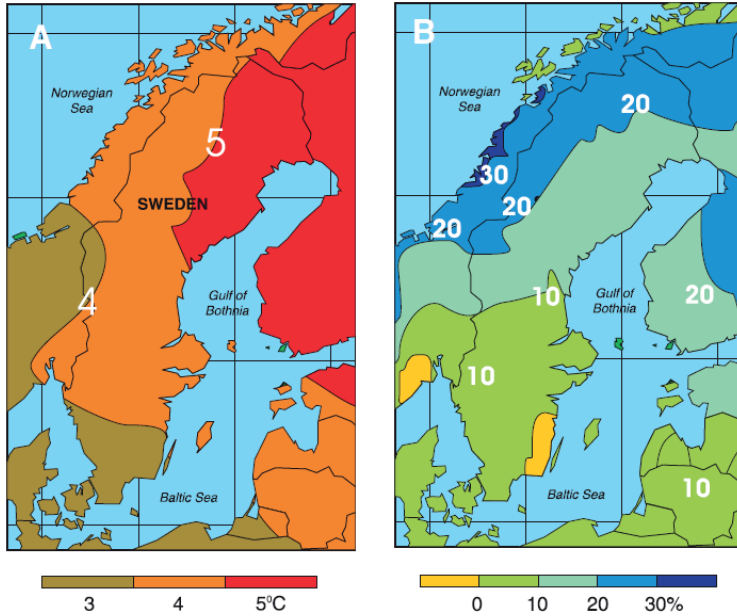 A
Norwegian
Sea
5
SWEDEN
4
Gulf of
Bothnia
Baltic Sea
3
4
5⁰C
B
Norwegian
Sea
20
30
20
20
10
Gulf of
Bothnia
20
10
10
Baltic Sea
0
10
20
30%